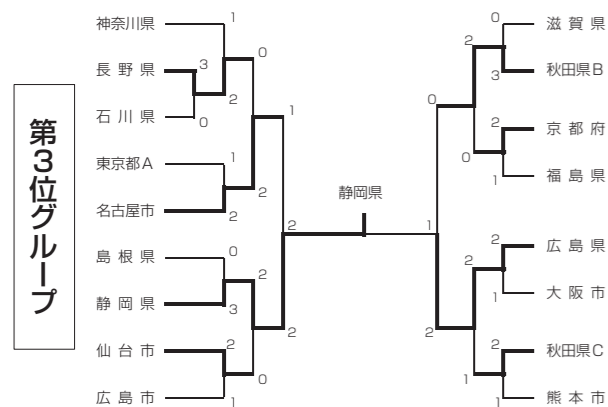 第3位グループ
神奈川県
長野県
石川県
東京都A
名古屋市
島根県
静岡県
仙台市
広島市
1
3
0
2
0
1
2
2
1
0
3
2
2
1
0
2
2
静岡県
1
0
2
2
0
3
0
2
1
2
2
1
1
2
1
滋賀県
秋田県B
京都府
福島県
広島県
大阪市
秋田県C
熊本市